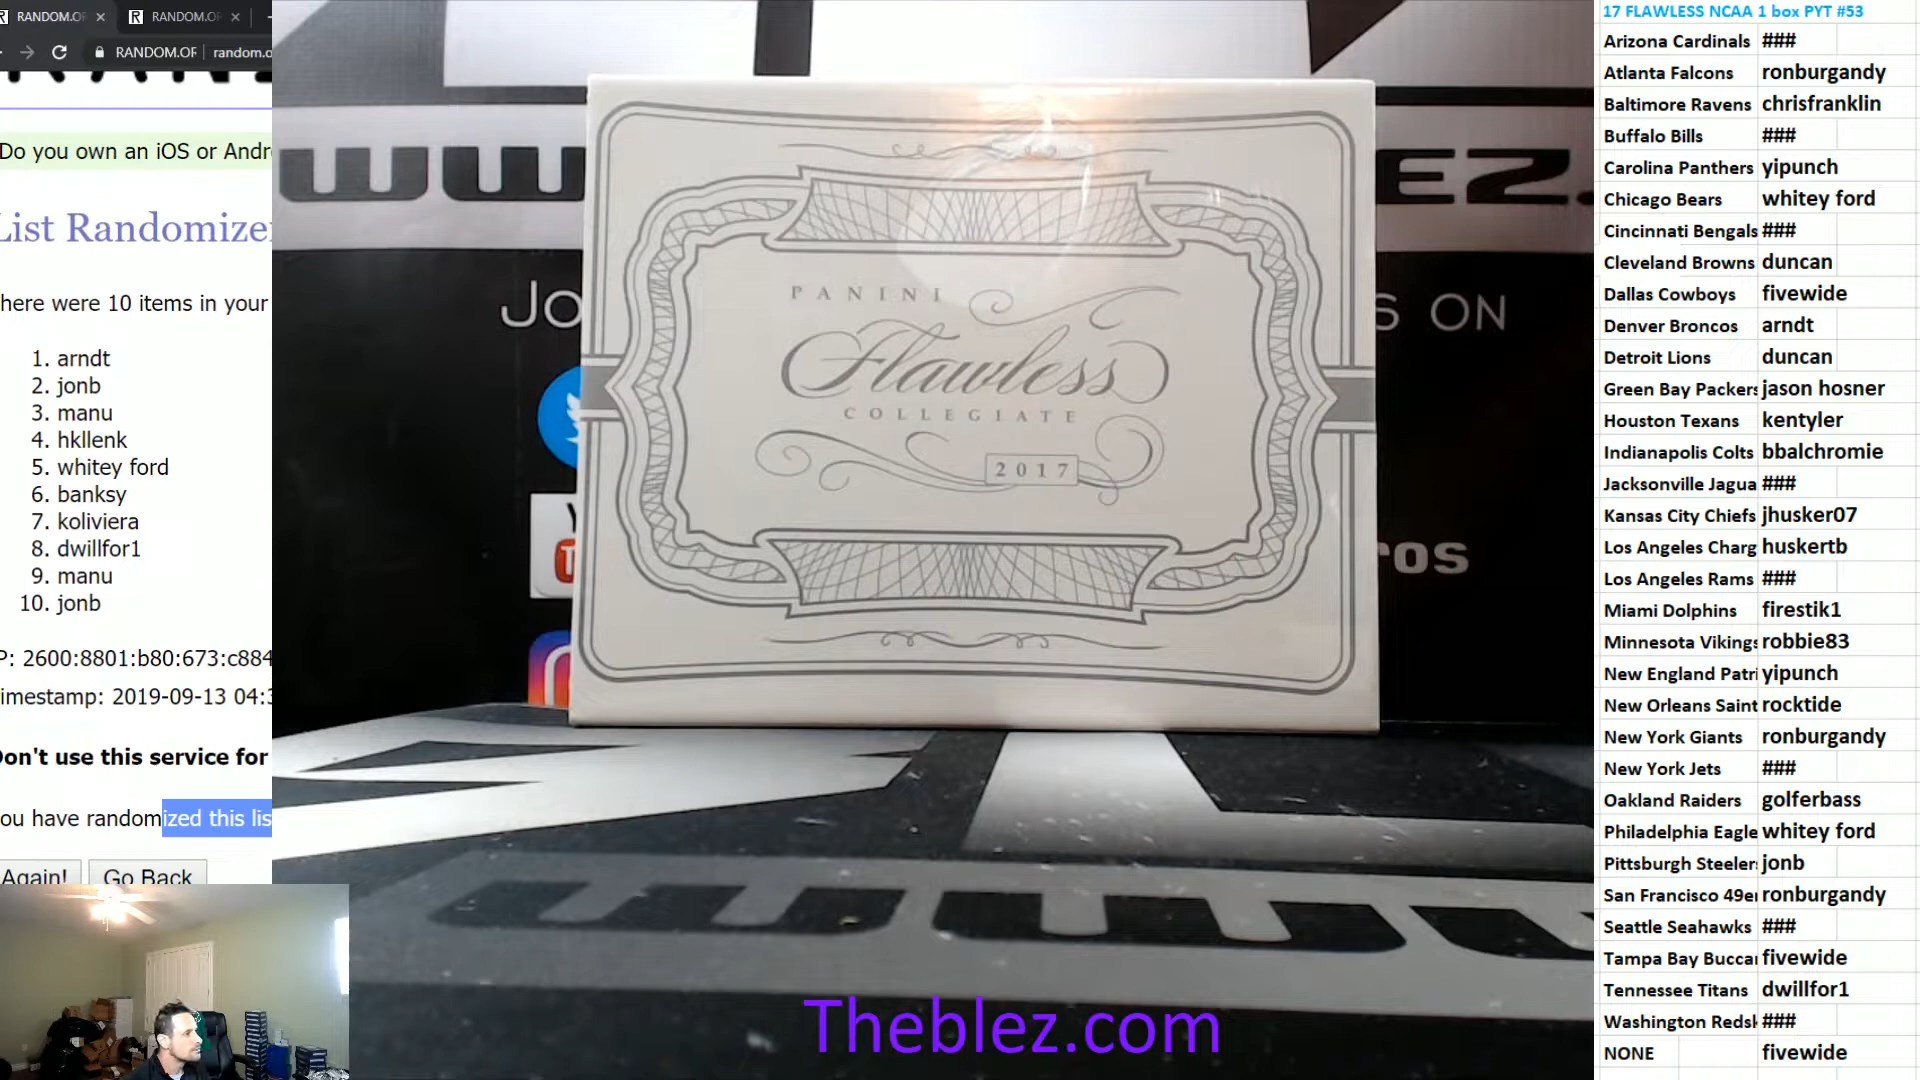 RANDOM.OF
RANDOM.OF
RANDOM.OF
random.o
Do you own an iOS or Andr
List Randomize
here were 10 items in your
1. arndt
2. jonb
3. manu
4. hkllenk
5. whitey ford
6. banksy
7. koliviera
8. dwillfor1
9. manu
10. jonb
P: 2600:8801:b80:673:c884
imestamp: 2019-09-13 04:3
on't use this service for
ou have randomized this lis
Again!
Go Back
EZ.
JO
S ON
ros
PANINI
Flawless
COLLEGIATE
2017
Theblez.com
17 FLAWLESS NCAA 1 box PYT #53
Arizona Cardinals ###
Atlanta Falcons ronburgandy
Baltimore Ravens chrisfranklin
Buffalo Bills ###
Carolina Panthers yipunch
Chicago Bears whitey ford
Cincinnati Bengals ###
Cleveland Browns duncan
Dallas Cowboys fivewide
Denver Broncos arndt
Detroit Lions duncan
Green Bay Packers jason hosner
Houston Texans kentyler
Indianapolis Colts bbalchromie
Jacksonville Jagua ###
Kansas City Chiefs jhusker07
Los Angeles Charg huskertb
Los Angeles Rams ###
Miami Dolphins firestik1
Minnesota Vikings robbie83
New England Patri yipunch
New Orleans Saint rocktide
New York Giants ronburgandy
New York Jets ###
Oakland Raiders golferbass
Philadelphia Eagle whitey ford
Pittsburgh Steelers jonb
San Francisco 49er ronburgandy
Seattle Seahawks ###
Tampa Bay Buccan fivewide
Tennessee Titans dwillfor1
Washington Redsk ###
NONE fivewide